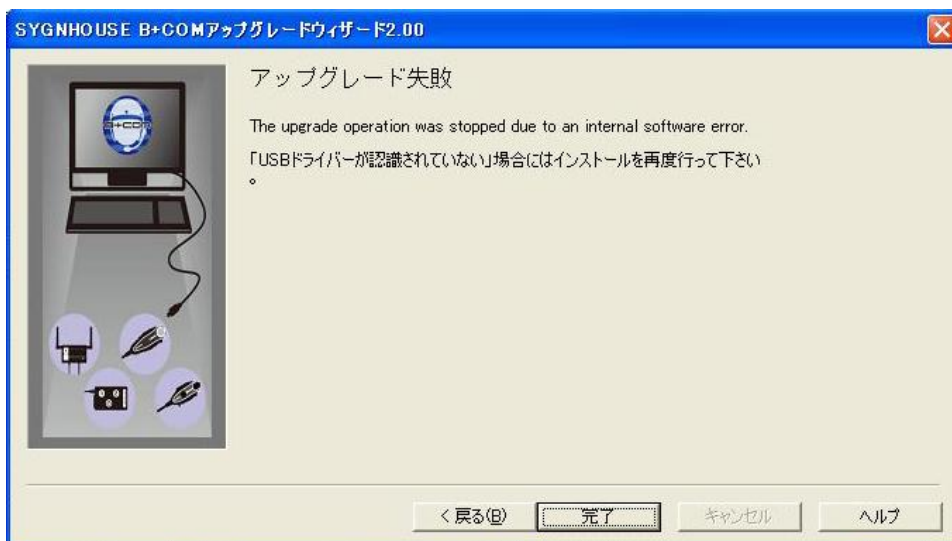 SYGNHOUSE B+COMアップグレードウィザード2.00
アップグレード失敗
The upgrade operation was stopped due to an internal software error.
「USBドライバーが認識されていない」場合にはインストールを再度行って下さい
。
B+COM
< 戻る(B)
完了
キャンセル
ヘルプ